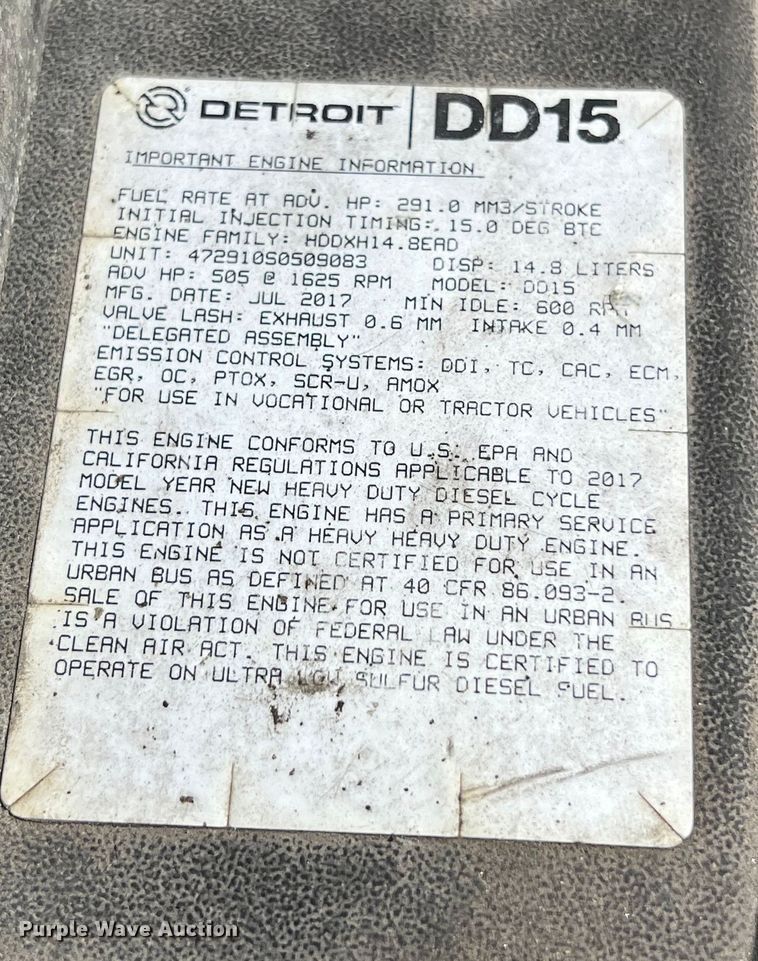 DETROIT DD15
IMPORTANT ENGINE INFORMATION
FUEL RATE AT ADV. HP: 291.0 MM3/STROKE
INITIAL INJECTION TIMING: 15.0 DEG BTC
ENGINE FAMILY: HDDXH14.8EAD
UNIT: 472910S0509083 DISP: 14.8 LITERS
ADV HP: 505 @ 1625 RPM MODEL: DD15
MFG. DATE: JUL 2017 MIN IDLE: 600 RPM
VALVE LASH: EXHAUST 0.6 MM INTAKE 0.4 MM
"DELEGATED ASSEMBLY"
EMISSION CONTROL SYSTEMS: DDI, TC, CAC, ECM,
EGR, OC, PTOX, SCR-U, AMOX
"FOR USE IN VOCATIONAL OR TRACTOR VEHICLES"
THIS ENGINE CONFORMS TO U.S. EPA AND
CALIFORNIA REGULATIONS APPLICABLE TO 2017
MODEL YEAR NEW HEAVY DUTY DIESEL CYCLE
ENGINES. THIS ENGINE HAS A PRIMARY SERVICE
APPLICATION AS A HEAVY HEAVY DUTY ENGINE.
THIS ENGINE IS NOT CERTIFIED FOR USE IN AN
URBAN BUS AS DEFINED AT 40 CFR 86.093-2.
SALE OF THIS ENGINE FOR USE IN AN URBAN BUS
IS A VIOLATION OF FEDERAL LAW UNDER THE
CLEAN AIR ACT. THIS ENGINE IS CERTIFIED TO
OPERATE ON ULTRA LOW SULFUR DIESEL FUEL.
Purple Wave Auction